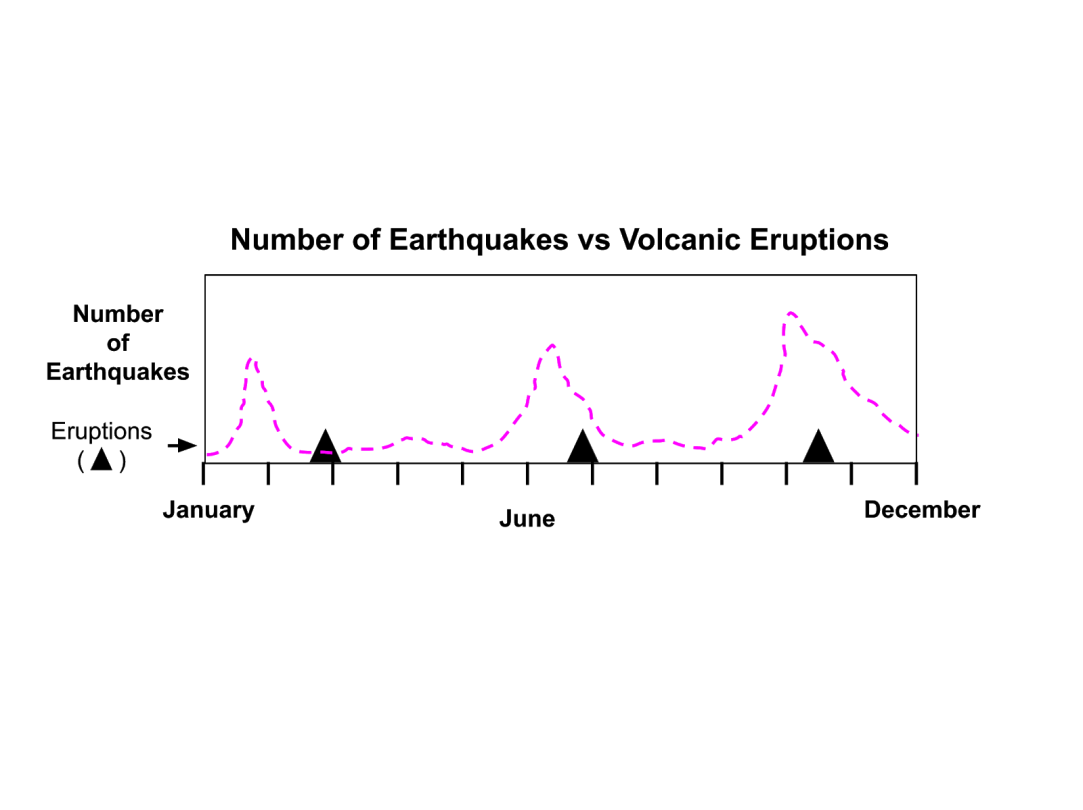 Number of Earthquakes vs Volcanic Eruptions
Number
of
Earthquakes
Eruptions
( ▲ )
January
June
December